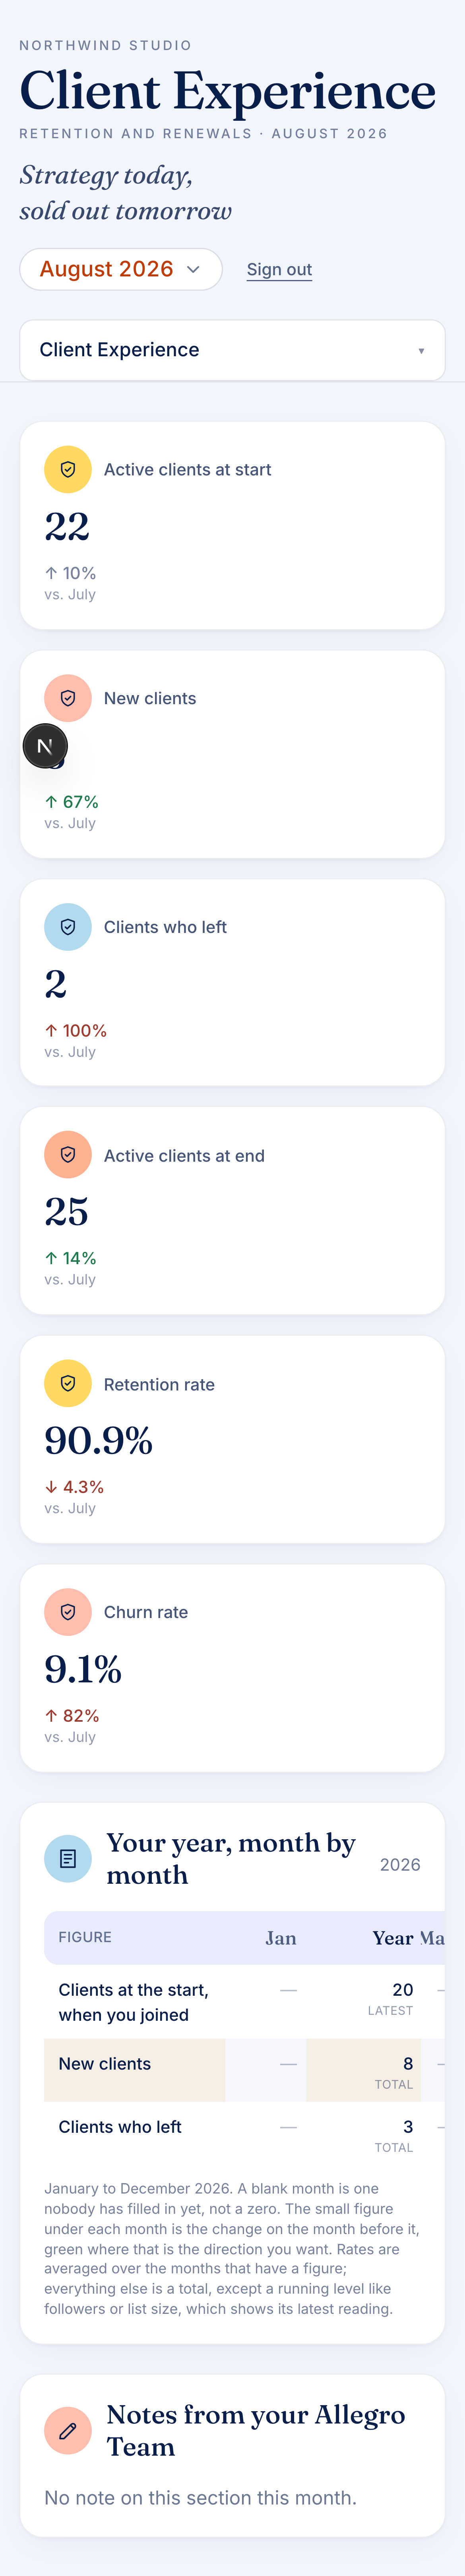 NORTHWIND STUDIO
Client Experience
RETENTION AND RENEWALS · AUGUST 2026
Strategy today,
sold out tomorrow
August 2026
Sign out
Client Experience
Active clients at start
22
↑ 10%
vs. July
New clients
N
↑ 67%
vs. July
Clients who left
2
↑ 100%
vs. July
Active clients at end
25
↑ 14%
vs. July
Retention rate
90.9%
↓ 4.3%
vs. July
Churn rate
9.1%
↑ 82%
vs. July
Your year, month by
month
2026
FIGURE Jan Year
Clients at the start, — 20 —
when you joined LATEST
New clients — 8 —
TOTAL
Clients who left — 3 —
TOTAL
January to December 2026. A blank month is one
nobody has filled in yet, not a zero. The small figure
under each month is the change on the month before it,
green where that is the direction you want. Rates are
averaged over the months that have a figure;
everything else is a total, except a running level like
followers or list size, which shows its latest reading.
Notes from your Allegro
Team
No note on this section this month.